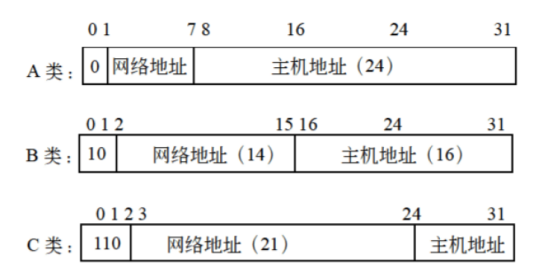 0 1 7 8 16 24 31
A 类: 0 网络地址 主机地址（24）
0 1 2 15 16 24 31
B 类: 10 网络地址（14） 主机地址（16）
0 1 2 3 24 31
C 类: 110 网络地址（21） 主机地址